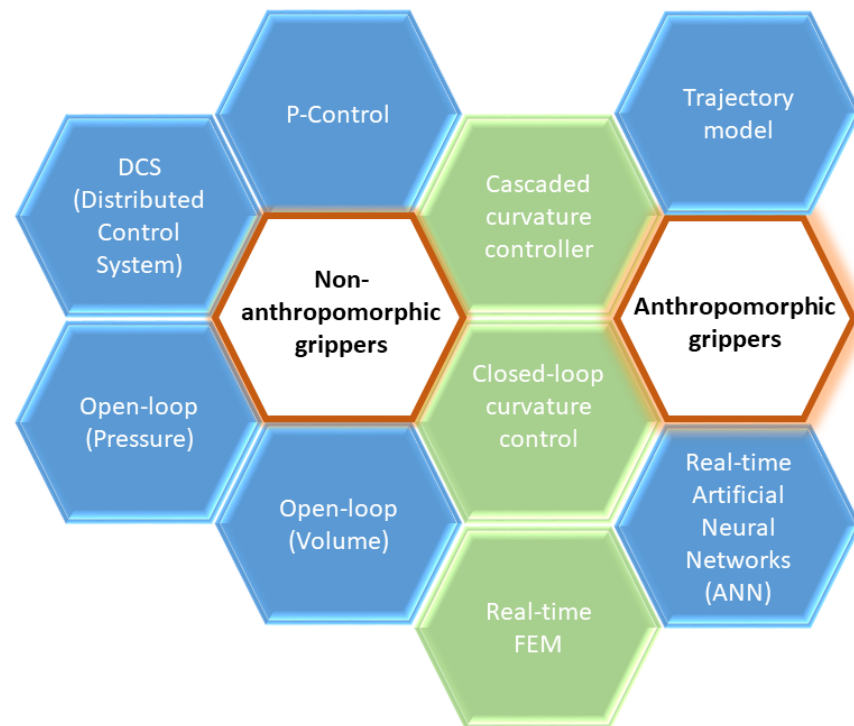 P-Control
Trajectory
model
DCS
(Distributed
Control
System)
Cascaded
curvature
controller
Non-
anthropomorphic
grippers
Anthropomorphic
grippers
Open-loop
(Pressure)
Closed-loop
curvature
control
Open-loop
(Volume)
Real-time
Artificial
Neural
Networks
(ANN)
Real-time
FEM